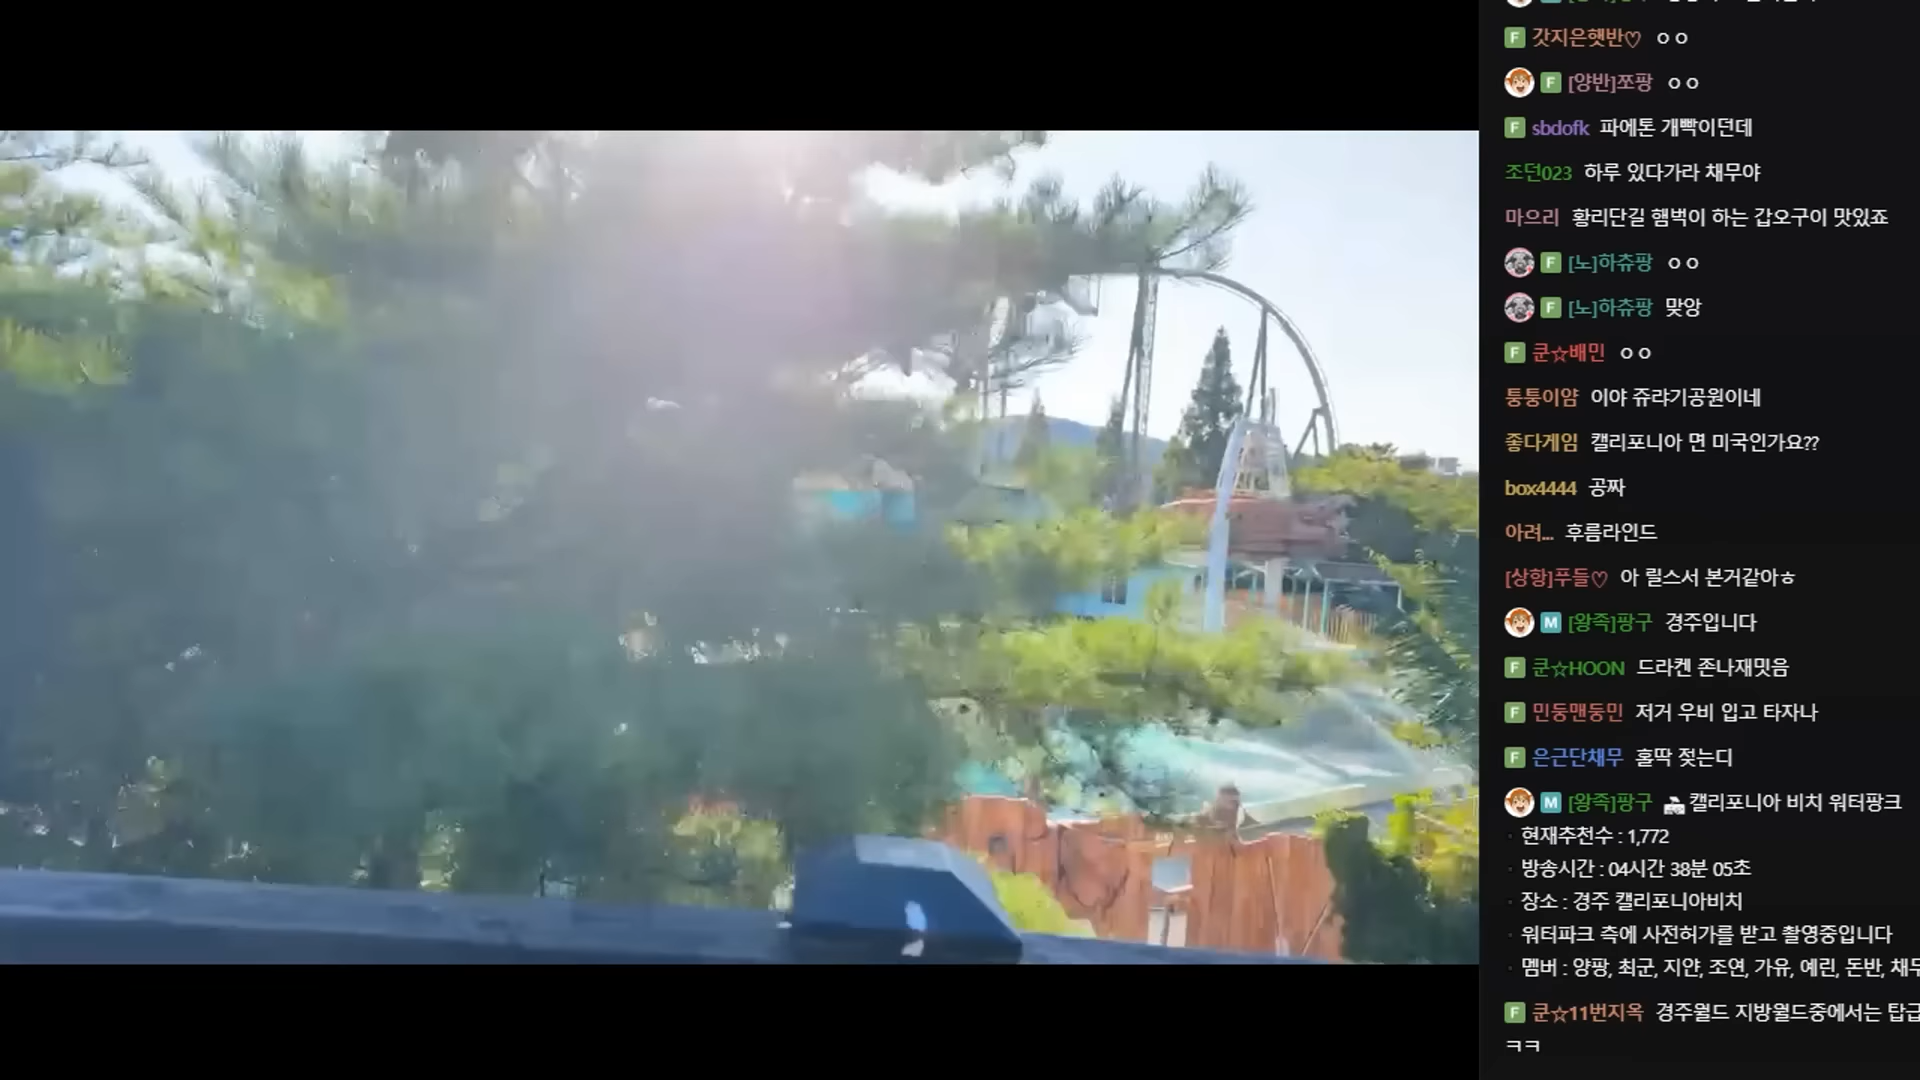 F 갓지은햇반♡ ㅇㅇ
F [양반]쪼팡 ㅇㅇ
F sbdofk 파에톤 개빡이던데
조던023 하루 있다가라 채무야
마으리 황리단길 햄벅이 하는 갑오구이 맛있죠
F [노]하츄팡 ㅇㅇ
F [노]하츄팡 맞앙
F 쿤☆배민 ㅇㅇ
퉁퉁이얌 이야 쥬랴기공원이네
좋다게임 캘리포니아 면 미국인가요??
box4444 공짜
아려... 후름라인드
[상항]푸들♡ 아 릴스서 본거같아ㅎ
M [왕족]팡구 경주입니다
F 쿤☆HOON 드라켄 존나재밋음
F 민둥맨둥민 저거 우비 입고 타자나
F 은근단채무 홀딱 젖는디
M [왕족]팡구 캘리포니아 비치 워터팡크
· 현재추천수 : 1,772
· 방송시간 : 04시간 38분 05초
· 장소 : 경주 캘리포니아비치
· 워터파크 측에 사전허가를 받고 촬영중입니다
· 멤버 : 양팡, 최군, 지얀, 조연, 가유, 예린, 돈반, 채무
F 쿤☆11번지옥 경주월드 지방월드중에서는 탑급
ㅋㅋ